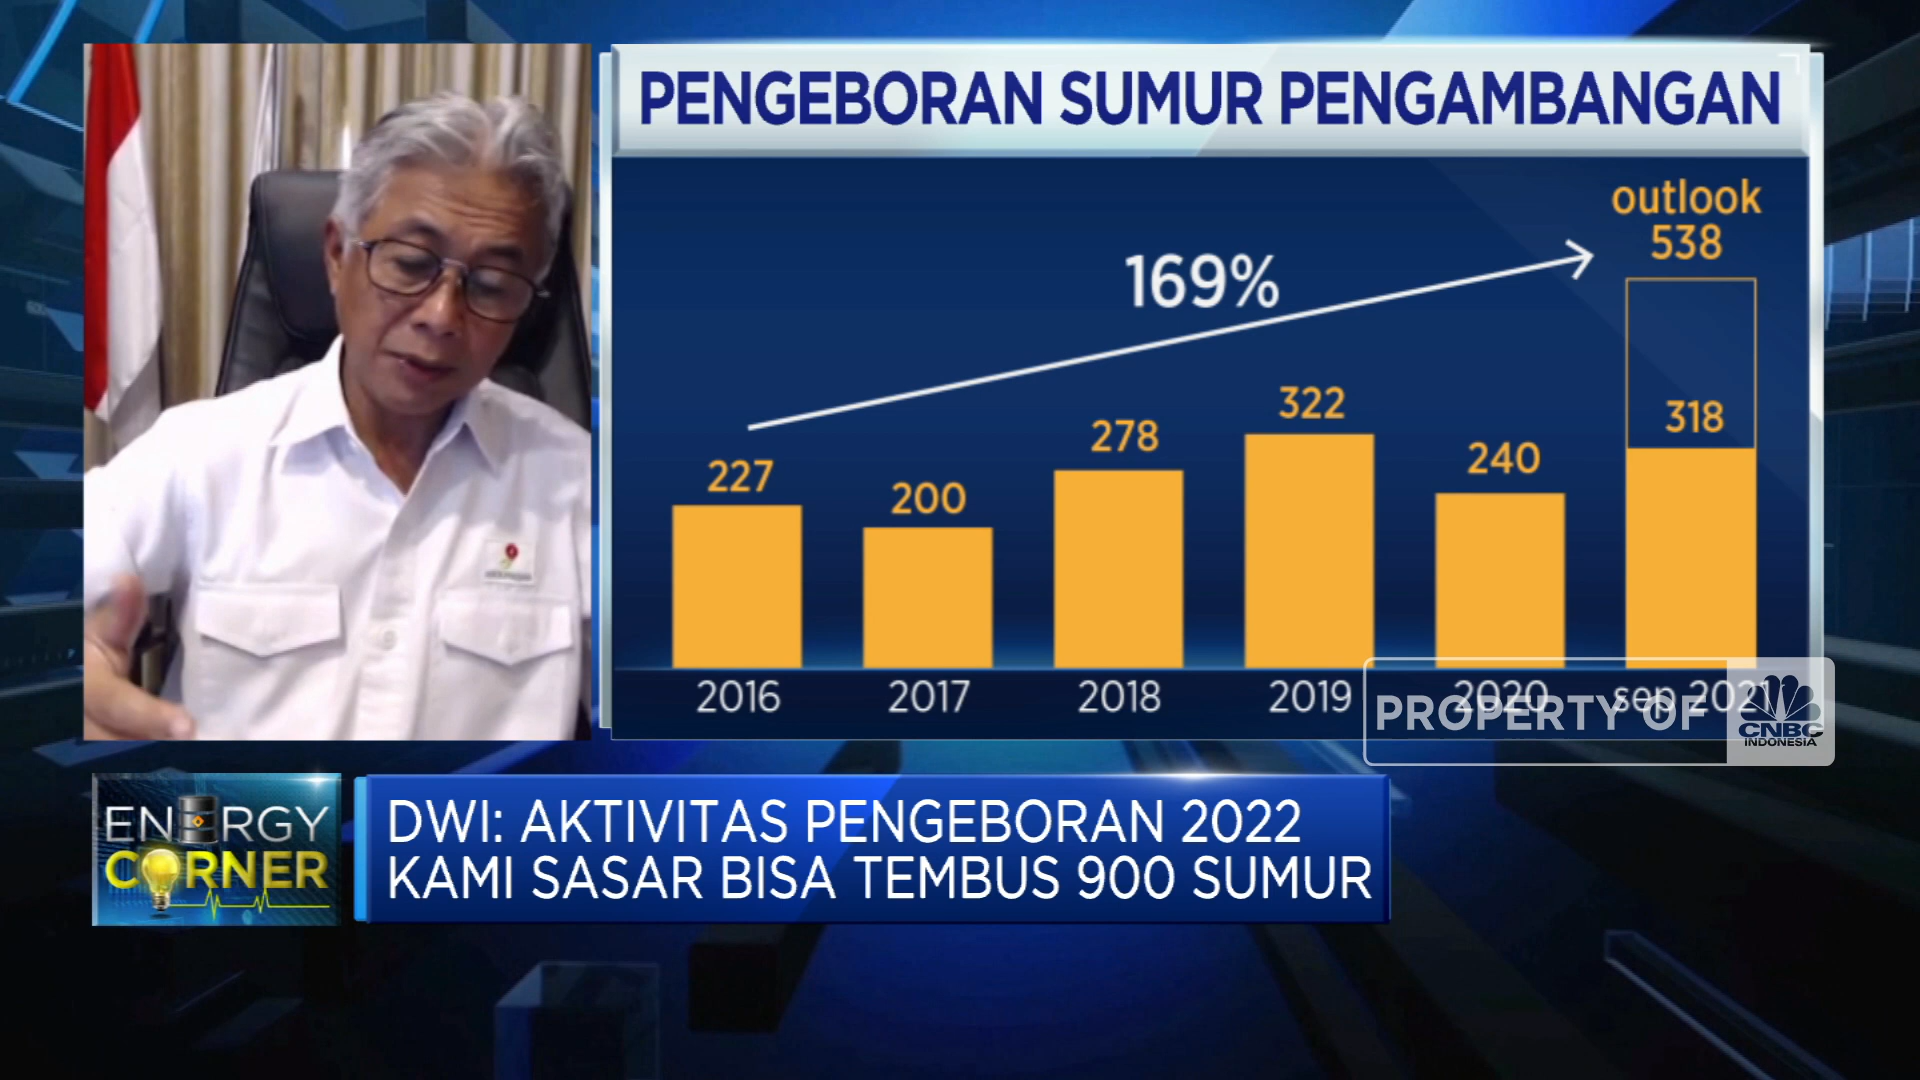 PENGEBORAN SUMUR PENGAMBANGAN
outlook
538
169%
322
318
278
240
227
200
2016
2017
2018
2019
2020
sep 2021
PROPERTY OF
CNBC
INDONESIA
ENERGY
CORNER
DWI: AKTIVITAS PENGEBORAN 2022
KAMI SASAR BISA TEMBUS 900 SUMUR